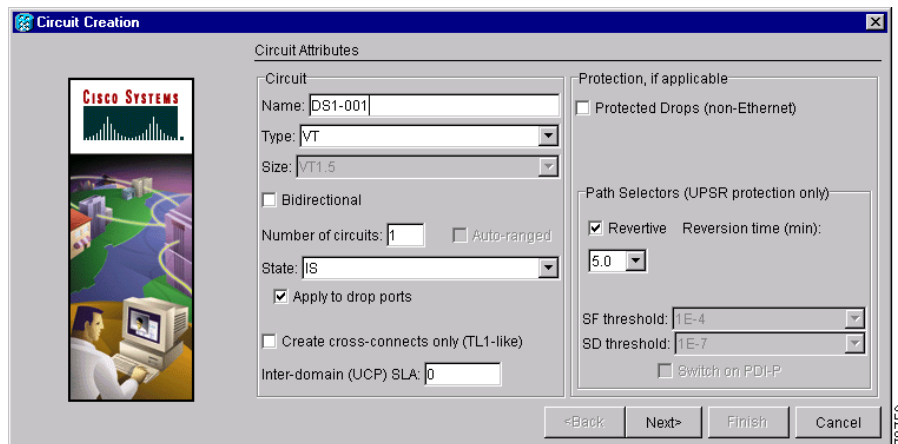 Circuit Creation
Circuit Attributes
CISCO SYSTEMS
Circuit
Name: DS1-001
Type: VT
Size: VT1.5
Bidirectional
Number of circuits: 1 Auto-ranged
State: IS
Apply to drop ports
Create cross-connects only (TL1-like)
Inter-domain (UCP) SLA: 0
Protection, if applicable
Protected Drops (non-Ethernet)
Path Selectors (UPSR protection only)
Revertive Reversion time (min):
5.0
SF threshold: 1E-4
SD threshold: 1E-7
Switch on PDI-P
<Back Next> Finish Cancel